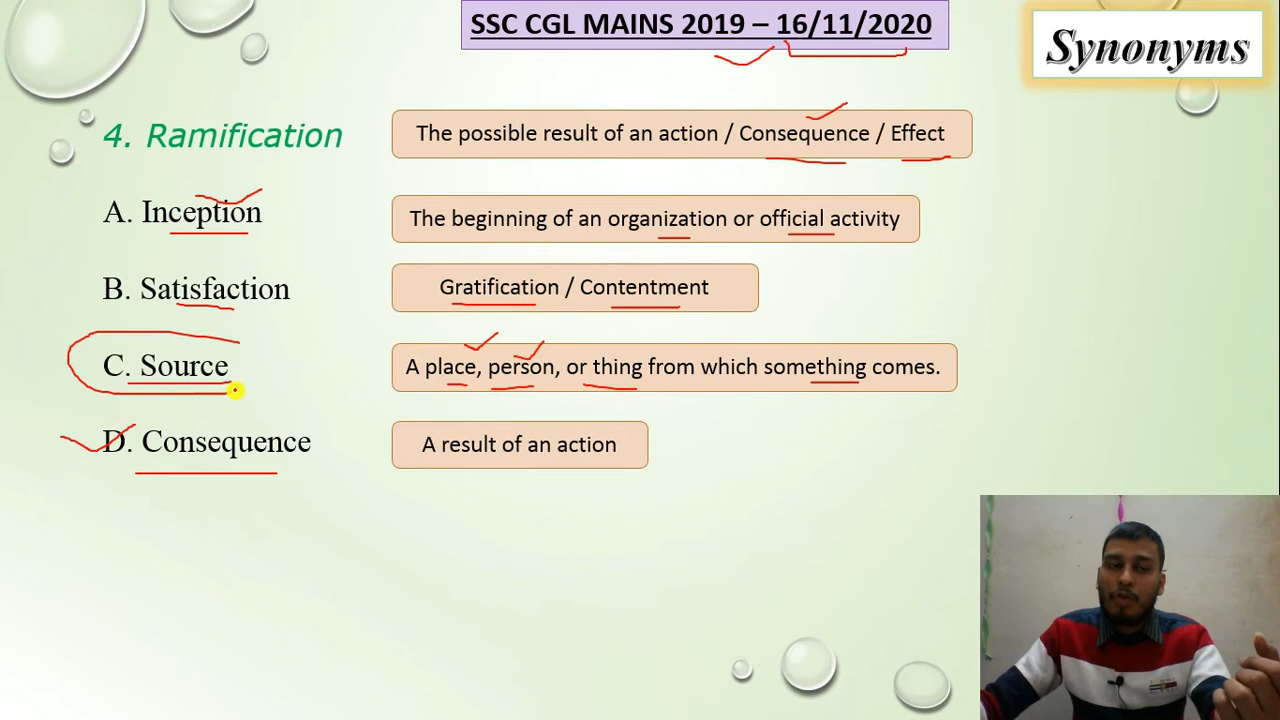 SSC CGL MAINS 2019 – 16/11/2020
Synonyms
4. Ramification
The possible result of an action / Consequence / Effect
A. Inception
The beginning of an organization or official activity
B. Satisfaction
Gratification / Contentment
C. Source
A place, person, or thing from which something comes.
D. Consequence
A result of an action